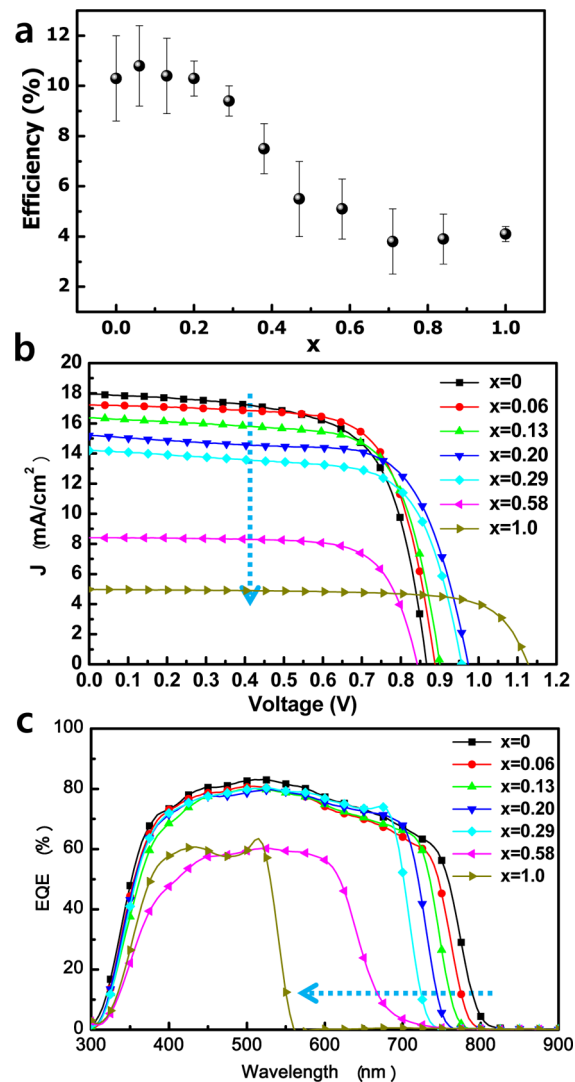 a
12
10
8
6
4
2
Efficiency (%)
0.0 0.2 0.4 0.6 0.8 1.0
x
b
20
18
16
14
12
10
8
6
4
2
0
J (mA/cm²)
x=0
x=0.06
x=0.13
x=0.20
x=0.29
x=0.58
x=1.0
0.0 0.1 0.2 0.3 0.4 0.5 0.6 0.7 0.8 0.9 1.0 1.1 1.2
Voltage (V)
c
100
80
60
40
20
0
EQE (%)
x=0
x=0.06
x=0.13
x=0.20
x=0.29
x=0.58
x=1.0
300 400 500 600 700 800 900
Wavelength (nm)